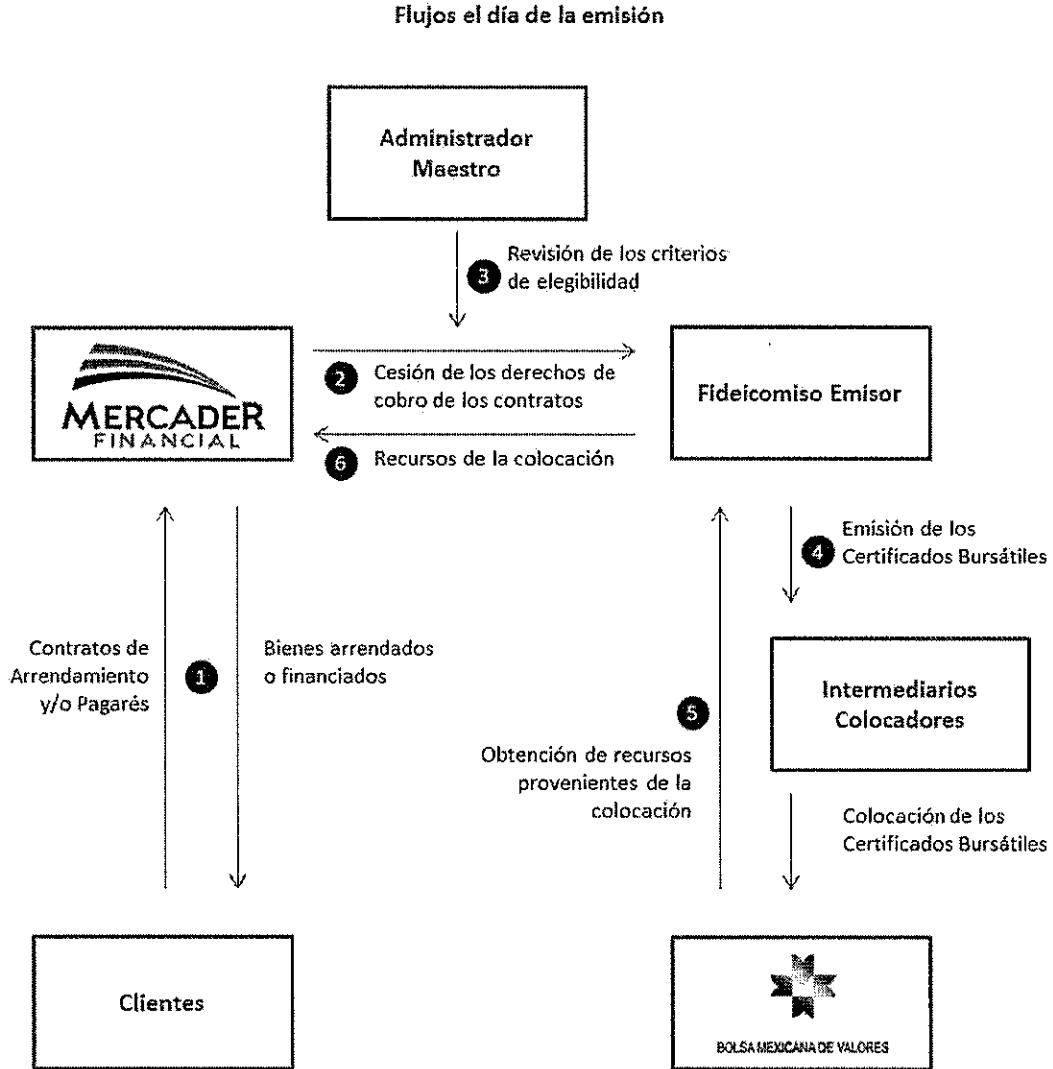 Flujos el día de la emisión
Administrador
Maestro
3
Revisión de los criterios
de elegibilidad
MERCADER
FINANCIAL
2
Cesión de los derechos de
cobro de los contratos
6
Recursos de la colocación
Fideicomiso Emisor
4
Emisión de los
Certificados Bursátiles
Contratos de
Arrendamiento
y/o Pagarés
1
Bienes arrendados
o financiados
Intermediarios
Colocadores
5
Obtención de recursos
provenientes de la
colocación
Colocación de los
Certificados Bursátiles
Clientes
BOLSA MEXICANA DE VALORES